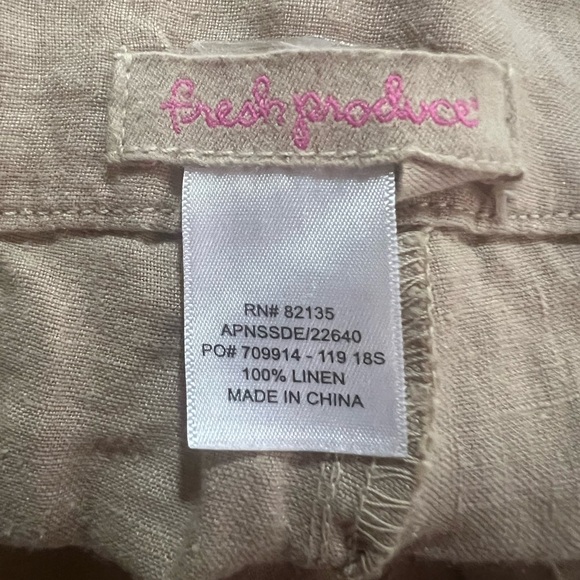 fresh produce
RN# 82135
APNSSDE/22640
PO# 709914 - 119 18S
100% LINEN
MADE IN CHINA